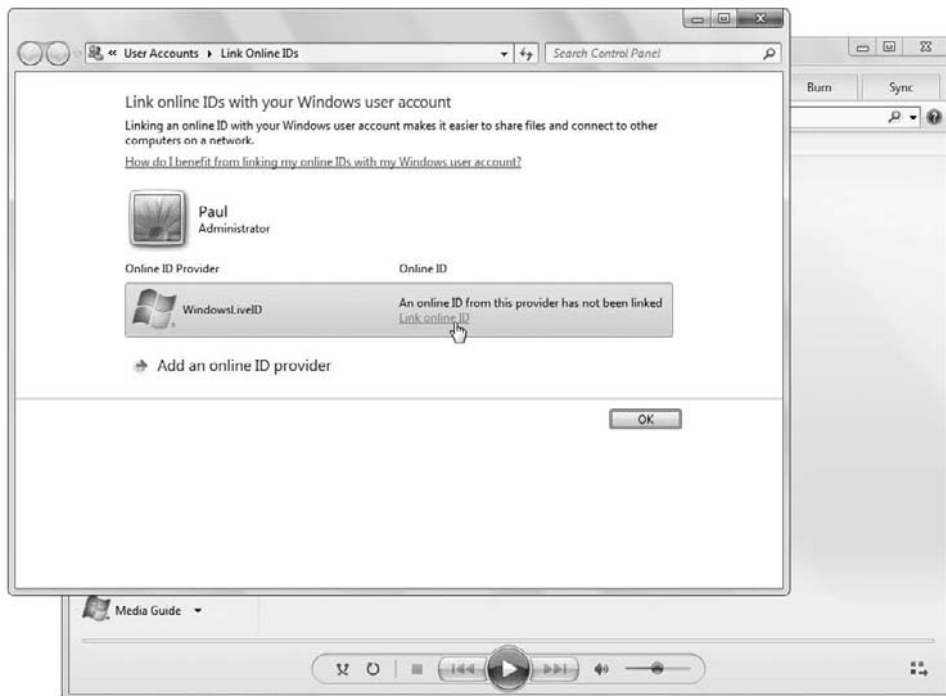 User Accounts
Link Online IDs
Search Control Panel
Burn
Sync
Link online IDs with your Windows user account
Linking an online ID with your Windows user account makes it easier to share files and connect to other
computers on a network.
How do I benefit from linking my online IDs with my Windows user account?
Paul
Administrator
Online ID Provider
Online ID
WindowsLiveID
An online ID from this provider has not been linked
Link online ID
Add an online ID provider
OK
Media Guide